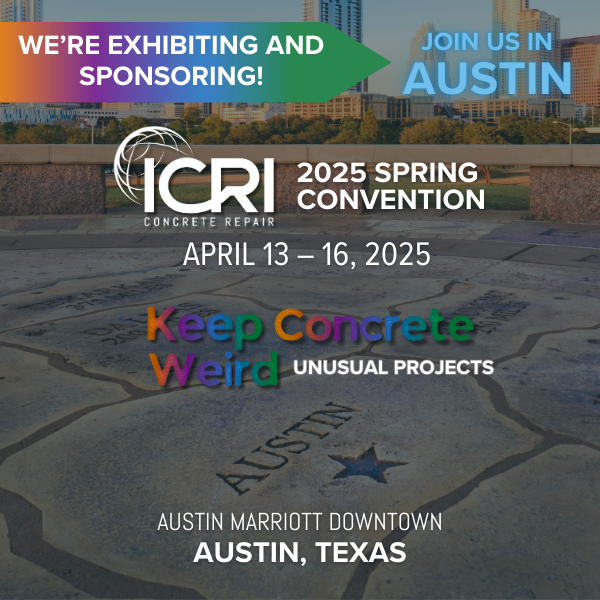 WE’RE EXHIBITING AND
SPONSORING!
JOIN US IN
AUSTIN
ICRI
CONCRETE REPAIR
2025 SPRING
CONVENTION
APRIL 13 – 16, 2025
Keep Concrete
Weird UNUSUAL PROJECTS
AUSTIN
AUSTIN MARRIOTT DOWNTOWN
AUSTIN, TEXAS